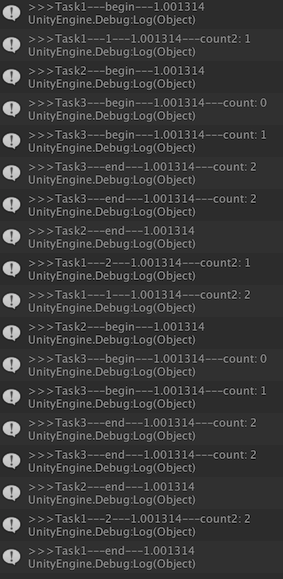 >>>Task1---begin---1.001314
UnityEngine.Debug:Log(Object)
>>>Task1---1---1.001314---count2: 1
UnityEngine.Debug:Log(Object)
>>>Task2---begin---1.001314
UnityEngine.Debug:Log(Object)
>>>Task3---begin---1.001314---count: 0
UnityEngine.Debug:Log(Object)
>>>Task3---begin---1.001314---count: 1
UnityEngine.Debug:Log(Object)
>>>Task3---end---1.001314---count: 2
UnityEngine.Debug:Log(Object)
>>>Task3---end---1.001314---count: 2
UnityEngine.Debug:Log(Object)
>>>Task2---end---1.001314
UnityEngine.Debug:Log(Object)
>>>Task1---2---1.001314---count2: 1
UnityEngine.Debug:Log(Object)
>>>Task1---1---1.001314---count2: 2
UnityEngine.Debug:Log(Object)
>>>Task2---begin---1.001314
UnityEngine.Debug:Log(Object)
>>>Task3---begin---1.001314---count: 0
UnityEngine.Debug:Log(Object)
>>>Task3---begin---1.001314---count: 1
UnityEngine.Debug:Log(Object)
>>>Task3---end---1.001314---count: 2
UnityEngine.Debug:Log(Object)
>>>Task3---end---1.001314---count: 2
UnityEngine.Debug:Log(Object)
>>>Task2---end---1.001314
UnityEngine.Debug:Log(Object)
>>>Task1---2---1.001314---count2: 2
UnityEngine.Debug:Log(Object)
>>>Task1---end---1.001314
UnityEngine.Debug:Log(Object)